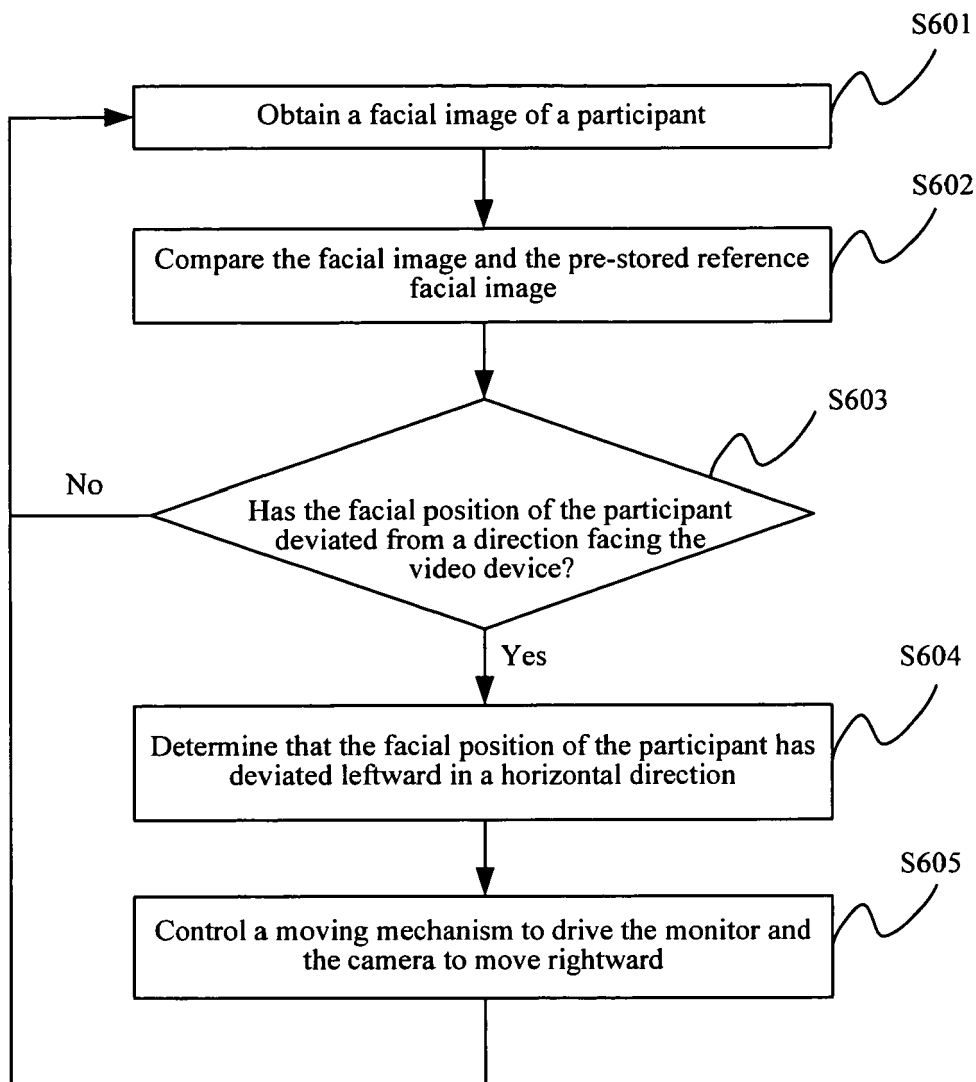 S601
Obtain a facial image of a participant
S602
Compare the facial image and the pre-stored reference
facial image
S603
No
Has the facial position of the participant
deviated from a direction facing the
video device?
Yes
S604
Determine that the facial position of the participant has
deviated leftward in a horizontal direction
S605
Control a moving mechanism to drive the monitor and
the camera to move rightward